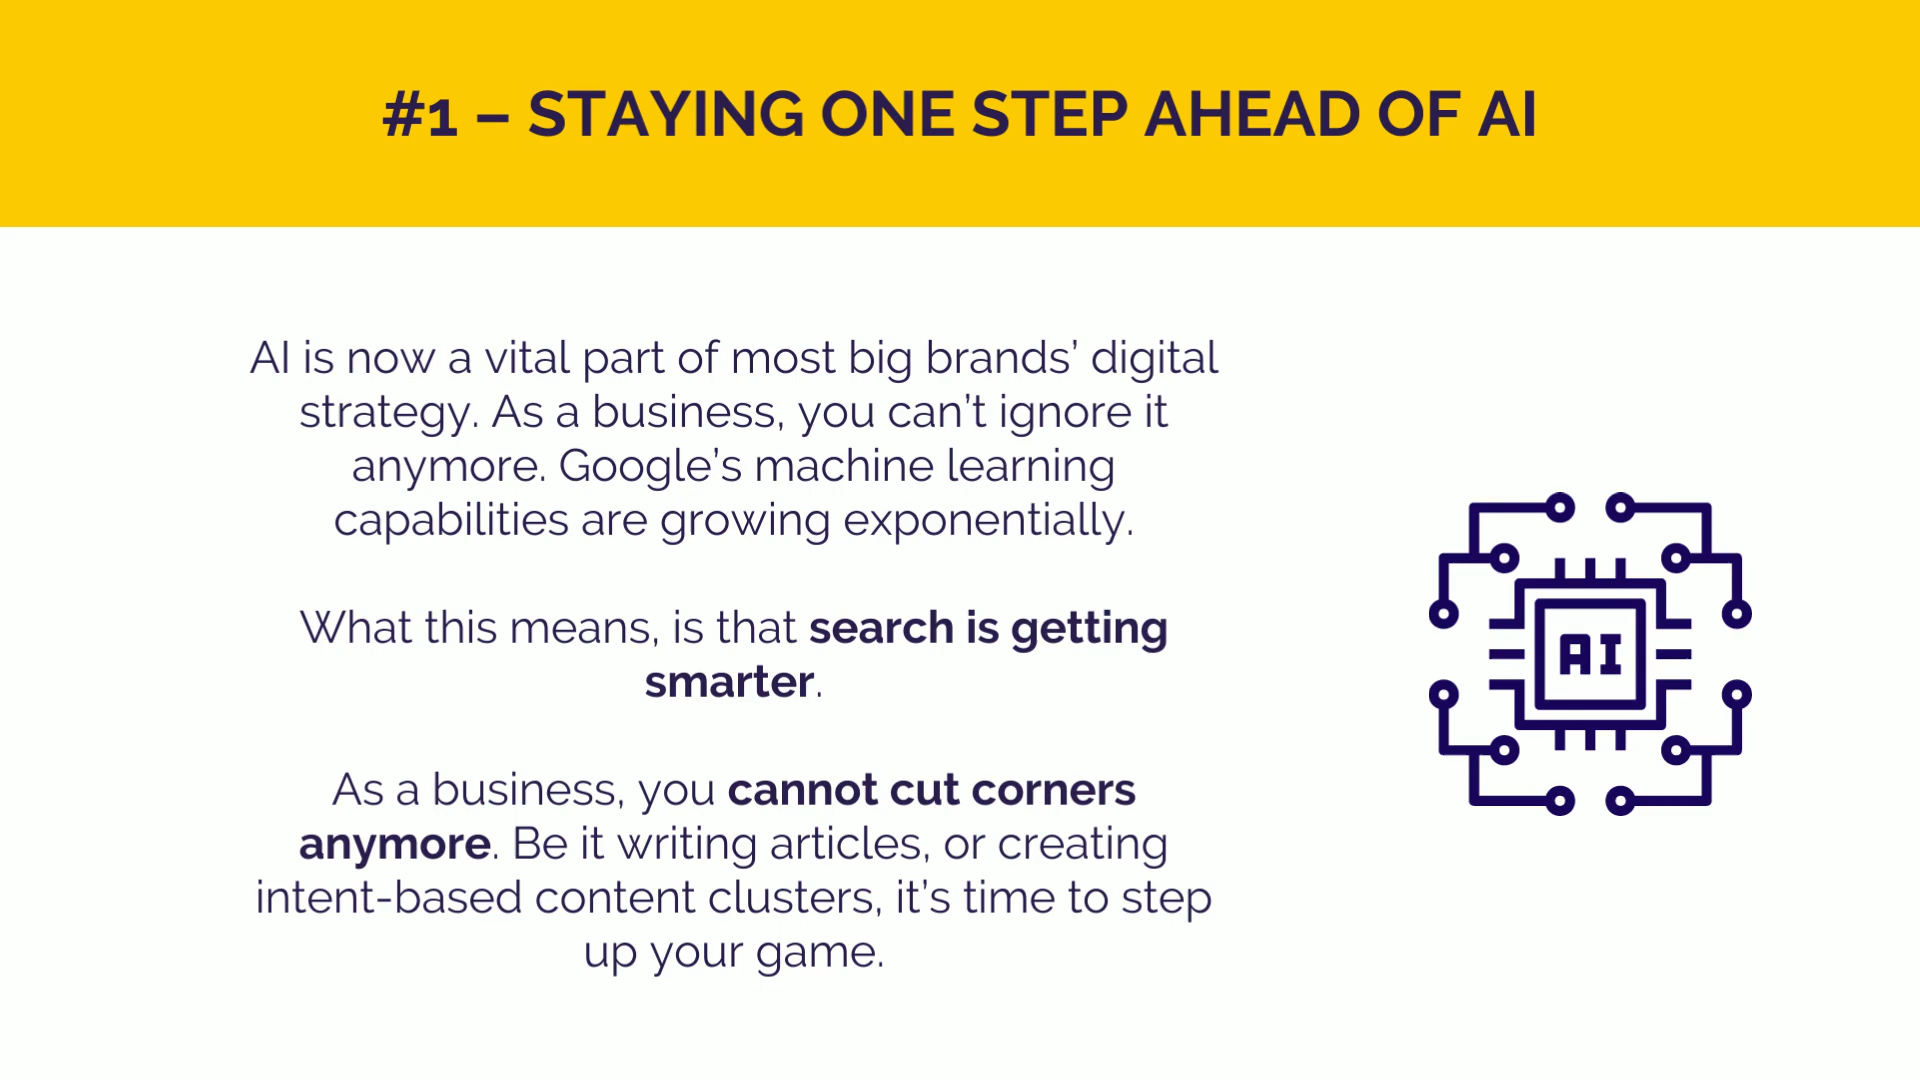 #1 – STAYING ONE STEP AHEAD OF AI
AI is now a vital part of most big brands’ digital
strategy. As a business, you can’t ignore it
anymore. Google’s machine learning
capabilities are growing exponentially.
What this means, is that search is getting
smarter.
As a business, you cannot cut corners
anymore. Be it writing articles, or creating
intent-based content clusters, it’s time to step
up your game.
AI